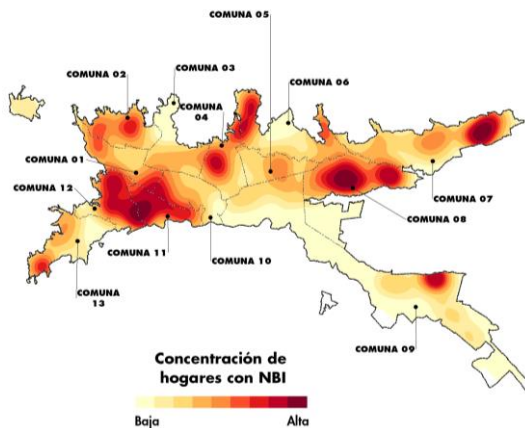 COMUNA 05
COMUNA 03
COMUNA 02
COMUNA 06
COMUNA
04
COMUNA 01
COMUNA 12
COMUNA 07
COMUNA 08
COMUNA 11
COMUNA 10
COMUNA
13
COMUNA 09
Concentración de
hogares con NBI
Baja
Alta